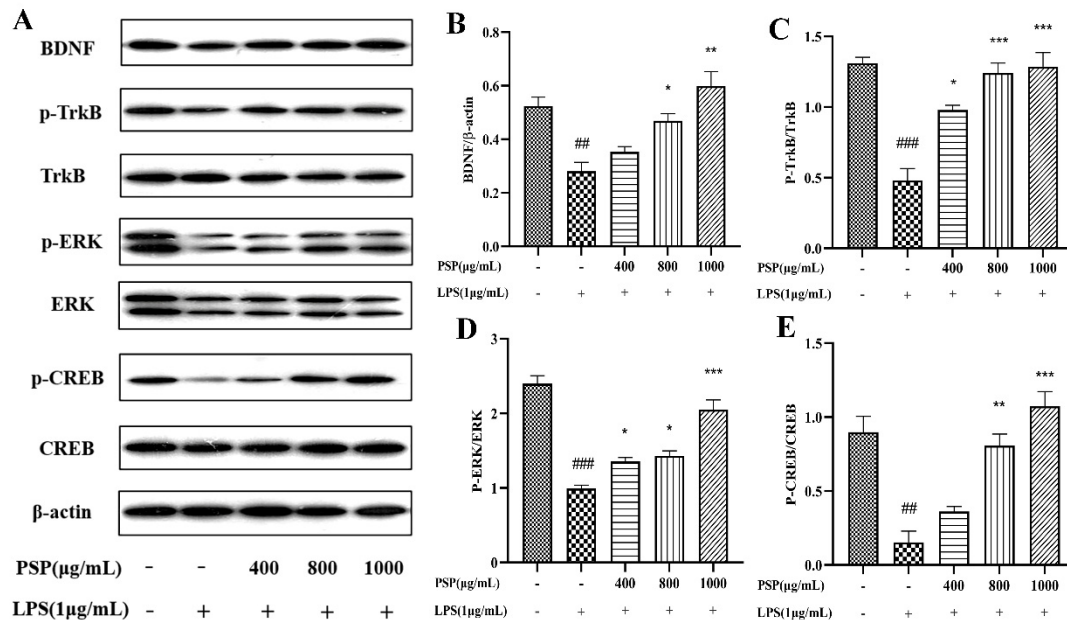 A
BDNF
p-TrkB
TrkB
p-ERK
ERK
p-CREB
CREB
β-actin
PSP(μg/mL) - - 400 800 1000
LPS(1μg/mL) - + + + +
B
BDNF/β-actin
0.8
0.6
0.4
0.2
0.0
##
*
**
PSP(μg/mL) - - 400 800 1000
LPS(1μg/mL) - + + + +
C
P-TrkB/TrkB
1.5
1.0
0.5
0.0
###
*
***
***
PSP(μg/mL) - - 400 800 1000
LPS(1μg/mL) - + + + +
D
P-ERK/ERK
3
2
1
0
###
*
*
***
PSP(μg/mL) - - 400 800 1000
LPS(1μg/mL) - + + + +
E
P-CREB/CREB
1.5
1.0
0.5
0.0
##
**
***
PSP(μg/mL) - - 400 800 1000
LPS(1μg/mL) - + + + +